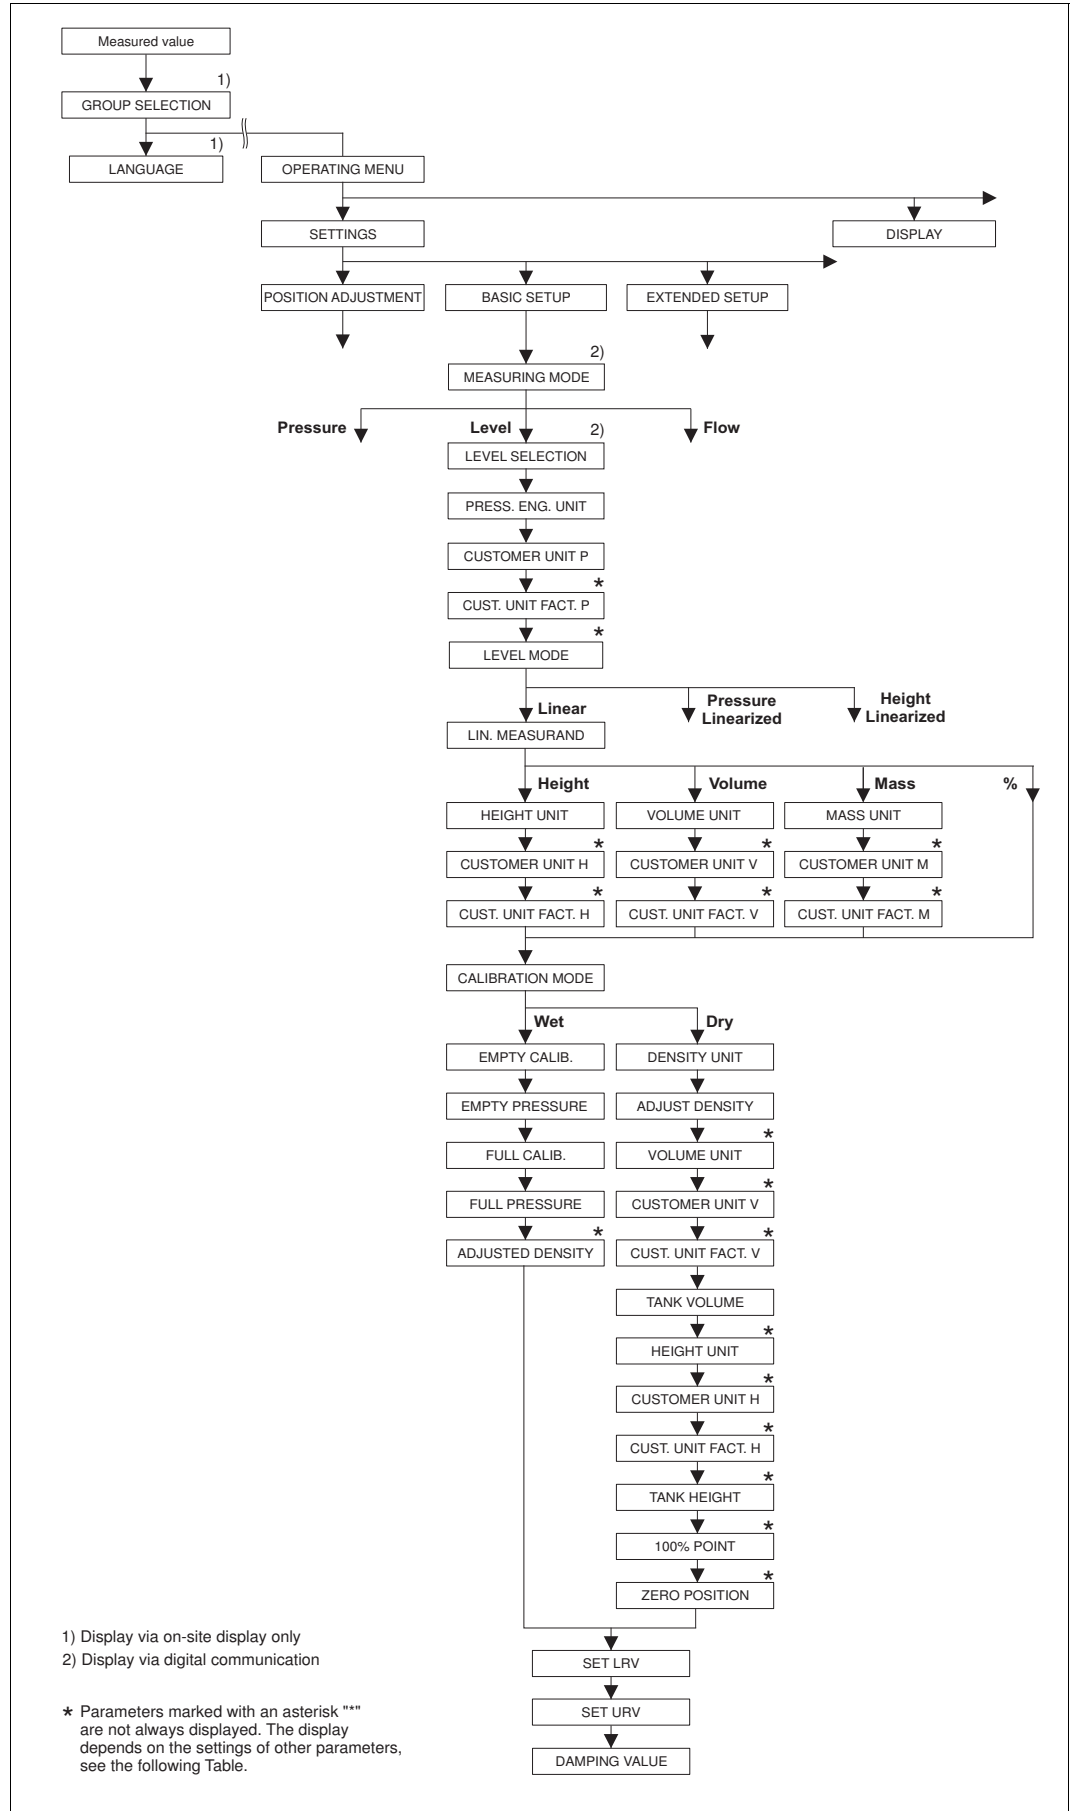 Measured value
1)
GROUP SELECTION
1)
LANGUAGE
OPERATING MENU
SETTINGS
DISPLAY
POSITION ADJUSTMENT
BASIC SETUP
EXTENDED SETUP
2)
MEASURING MODE
Pressure
Level
2)
Flow
LEVEL SELECTION
PRESS. ENG. UNIT
CUSTOMER UNIT P
*
CUST. UNIT FACT. P
*
LEVEL MODE
Linear
Pressure
Linearized
Height
Linearized
LIN. MEASURAND
Height
Volume
Mass
%
HEIGHT UNIT
VOLUME UNIT
MASS UNIT
* * *
CUSTOMER UNIT H
CUSTOMER UNIT V
CUSTOMER UNIT M
* * *
CUST. UNIT FACT. H
CUST. UNIT FACT. V
CUST. UNIT FACT. M
CALIBRATION MODE
Wet
Dry
EMPTY CALIB.
DENSITY UNIT
EMPTY PRESSURE
ADJUST DENSITY
*
FULL CALIB.
VOLUME UNIT
*
FULL PRESSURE
CUSTOMER UNIT V
* *
ADJUSTED DENSITY
CUST. UNIT FACT. V
TANK VOLUME
*
HEIGHT UNIT
*
CUSTOMER UNIT H
*
CUST. UNIT FACT. H
*
TANK HEIGHT
*
100% POINT
*
ZERO POSITION
SET LRV
SET URV
DAMPING VALUE
1) Display via on-site display only
2) Display via digital communication
* Parameters marked with an asterisk "*"
are not always displayed. The display
depends on the settings of other parameters,
see the following Table.